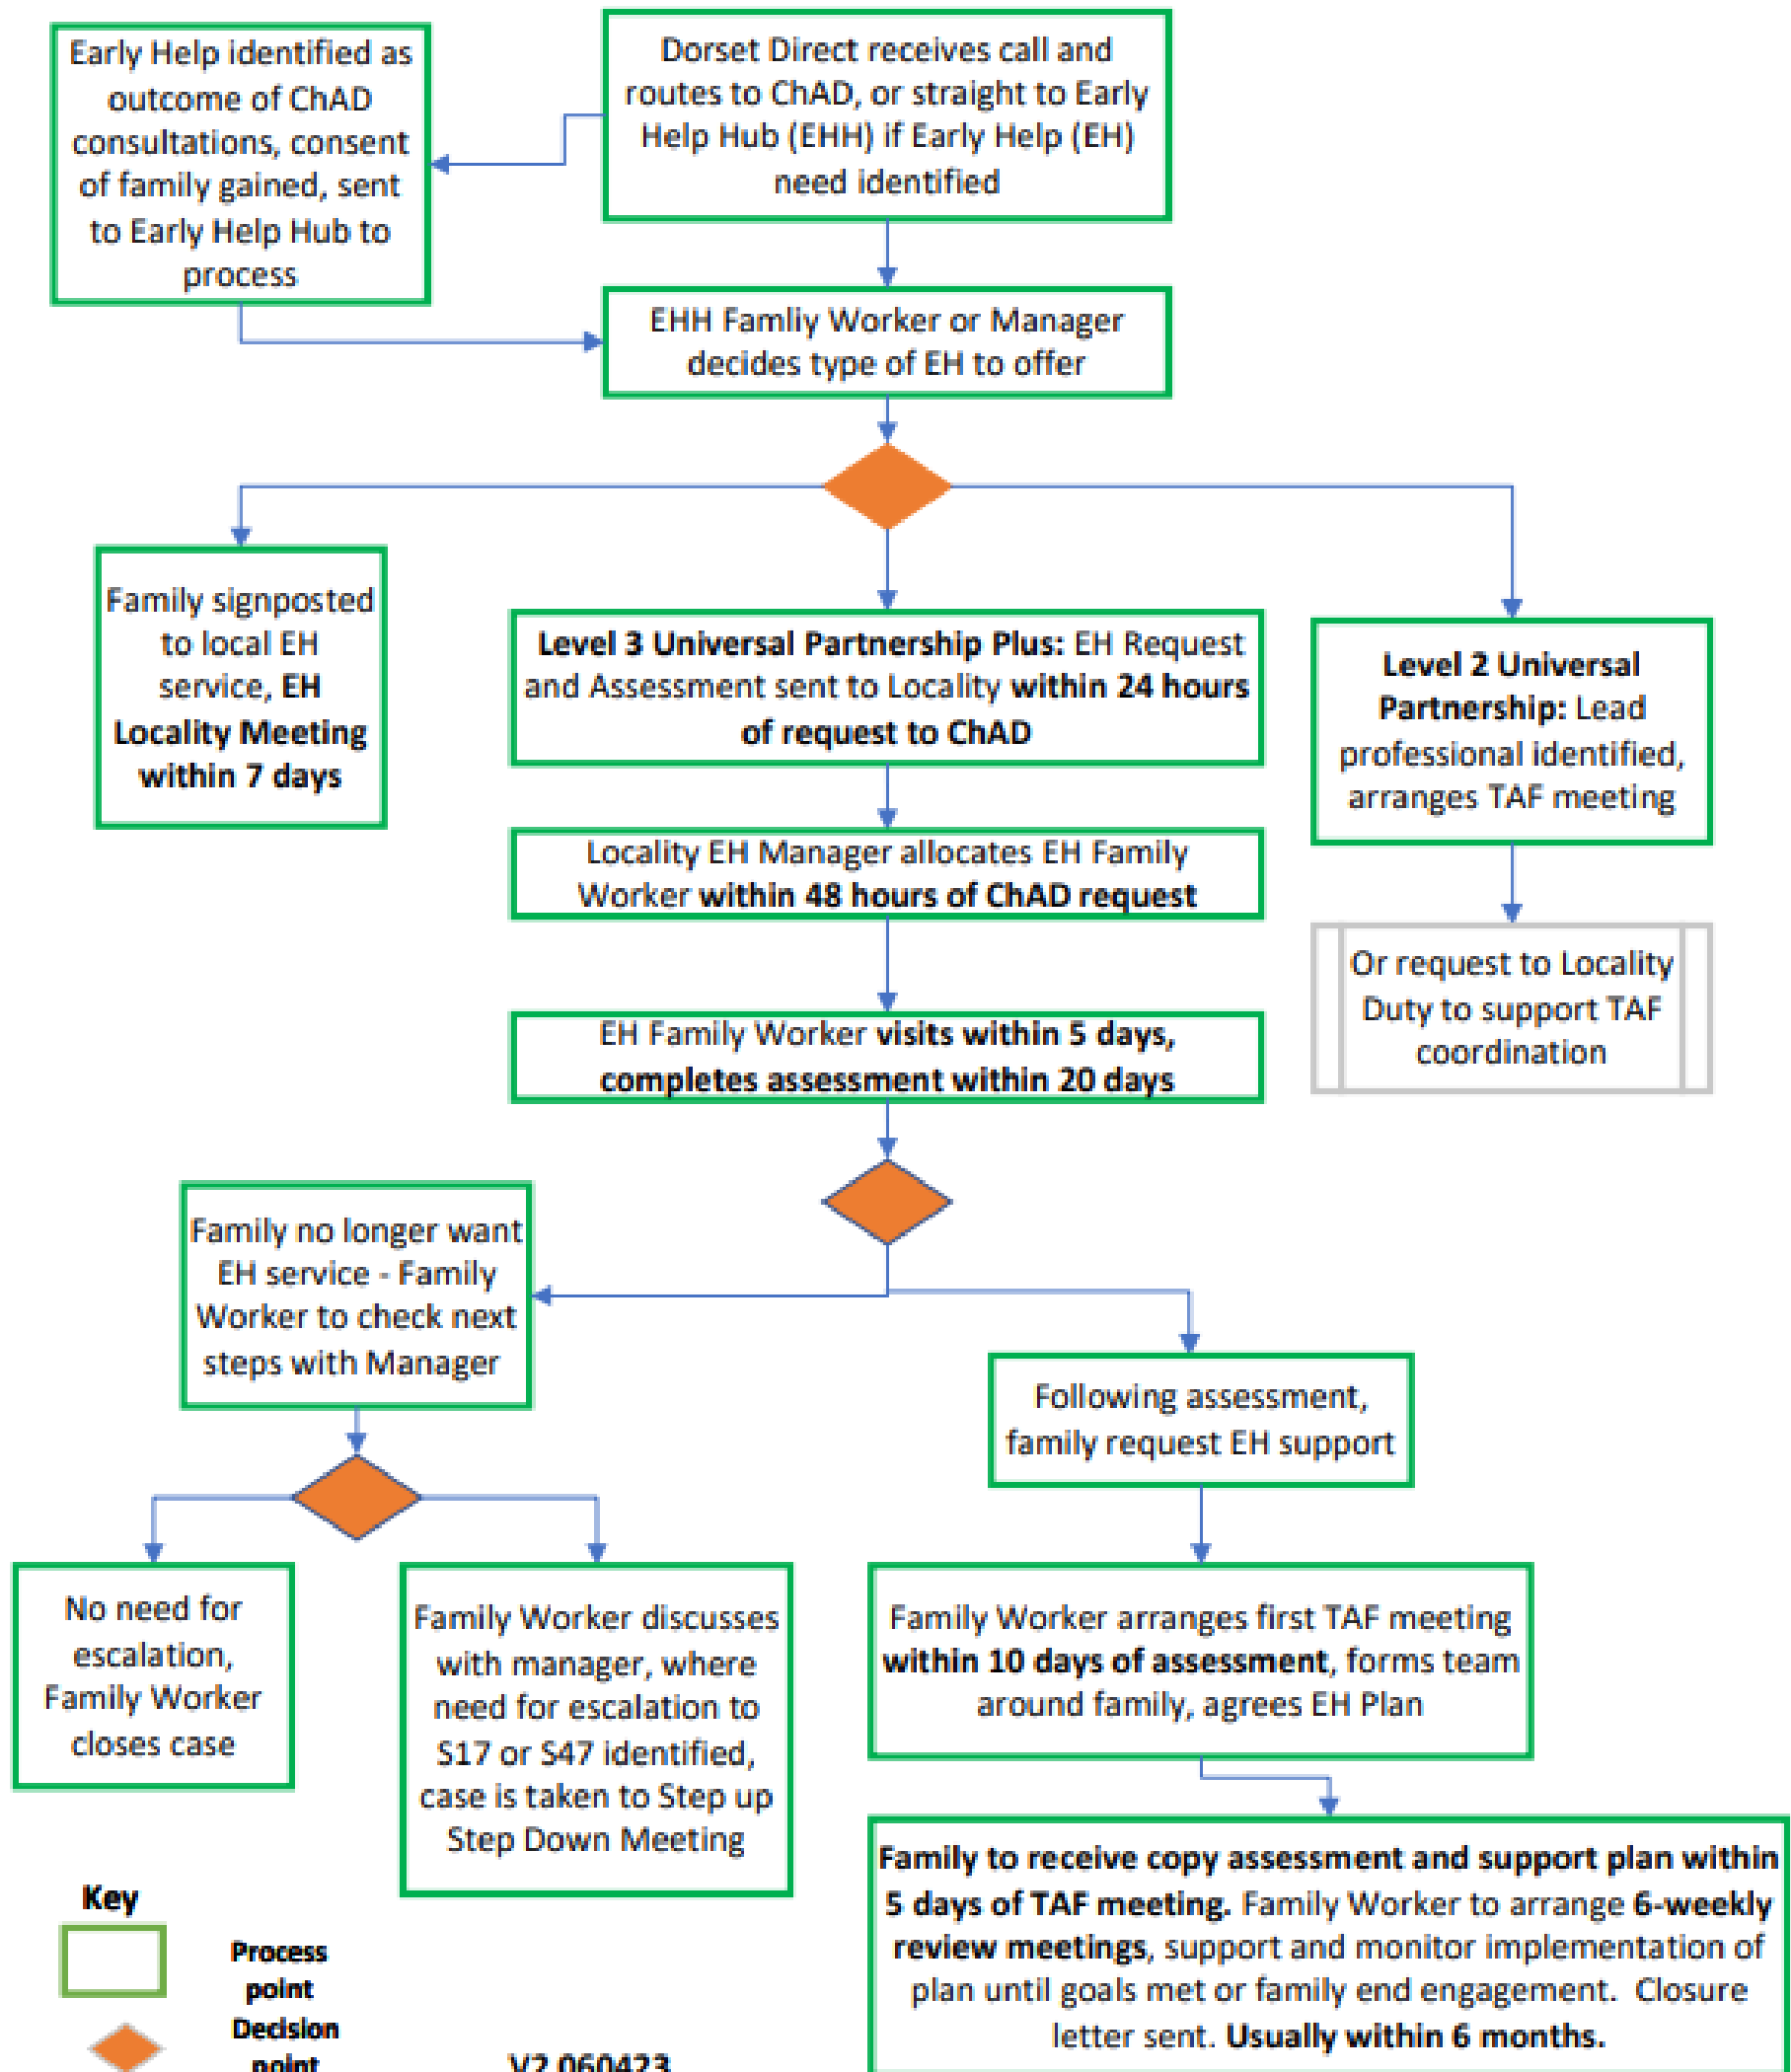 Early Help identified as
outcome of ChAD
consultations, consent
of family gained, sent
to Early Help Hub to
process
Dorset Direct receives call and
routes to ChAD, or straight to Early
Help Hub (EHH) if Early Help (EH)
need identified
EHH Famliy Worker or Manager
decides type of EH to offer
Family signposted
to local EH
service, EH
Locality Meeting
within 7 days
Level 3 Universal Partnership Plus: EH Request
and Assessment sent to Locality within 24 hours
of request to ChAD
Level 2 Universal
Partnership: Lead
professional identified,
arranges TAF meeting
Locality EH Manager allocates EH Family
Worker within 48 hours of ChAD request
Or request to Locality
Duty to support TAF
coordination
EH Family Worker visits within 5 days,
completes assessment within 20 days
Family no longer want
EH service - Family
Worker to check next
steps with Manager
Following assessment,
family request EH support
No need for
escalation,
Family Worker
closes case
Family Worker discusses
with manager, where
need for escalation to
S17 or S47 identified,
case is taken to Step up
Step Down Meeting
Family Worker arranges first TAF meeting
within 10 days of assessment, forms team
around family, agrees EH Plan
Family to receive copy assessment and support plan within
5 days of TAF meeting. Family Worker to arrange 6-weekly
review meetings, support and monitor implementation of
plan until goals met or family end engagement. Closure
letter sent. Usually within 6 months.
Key
Process
point
Decision
point
V2 060423